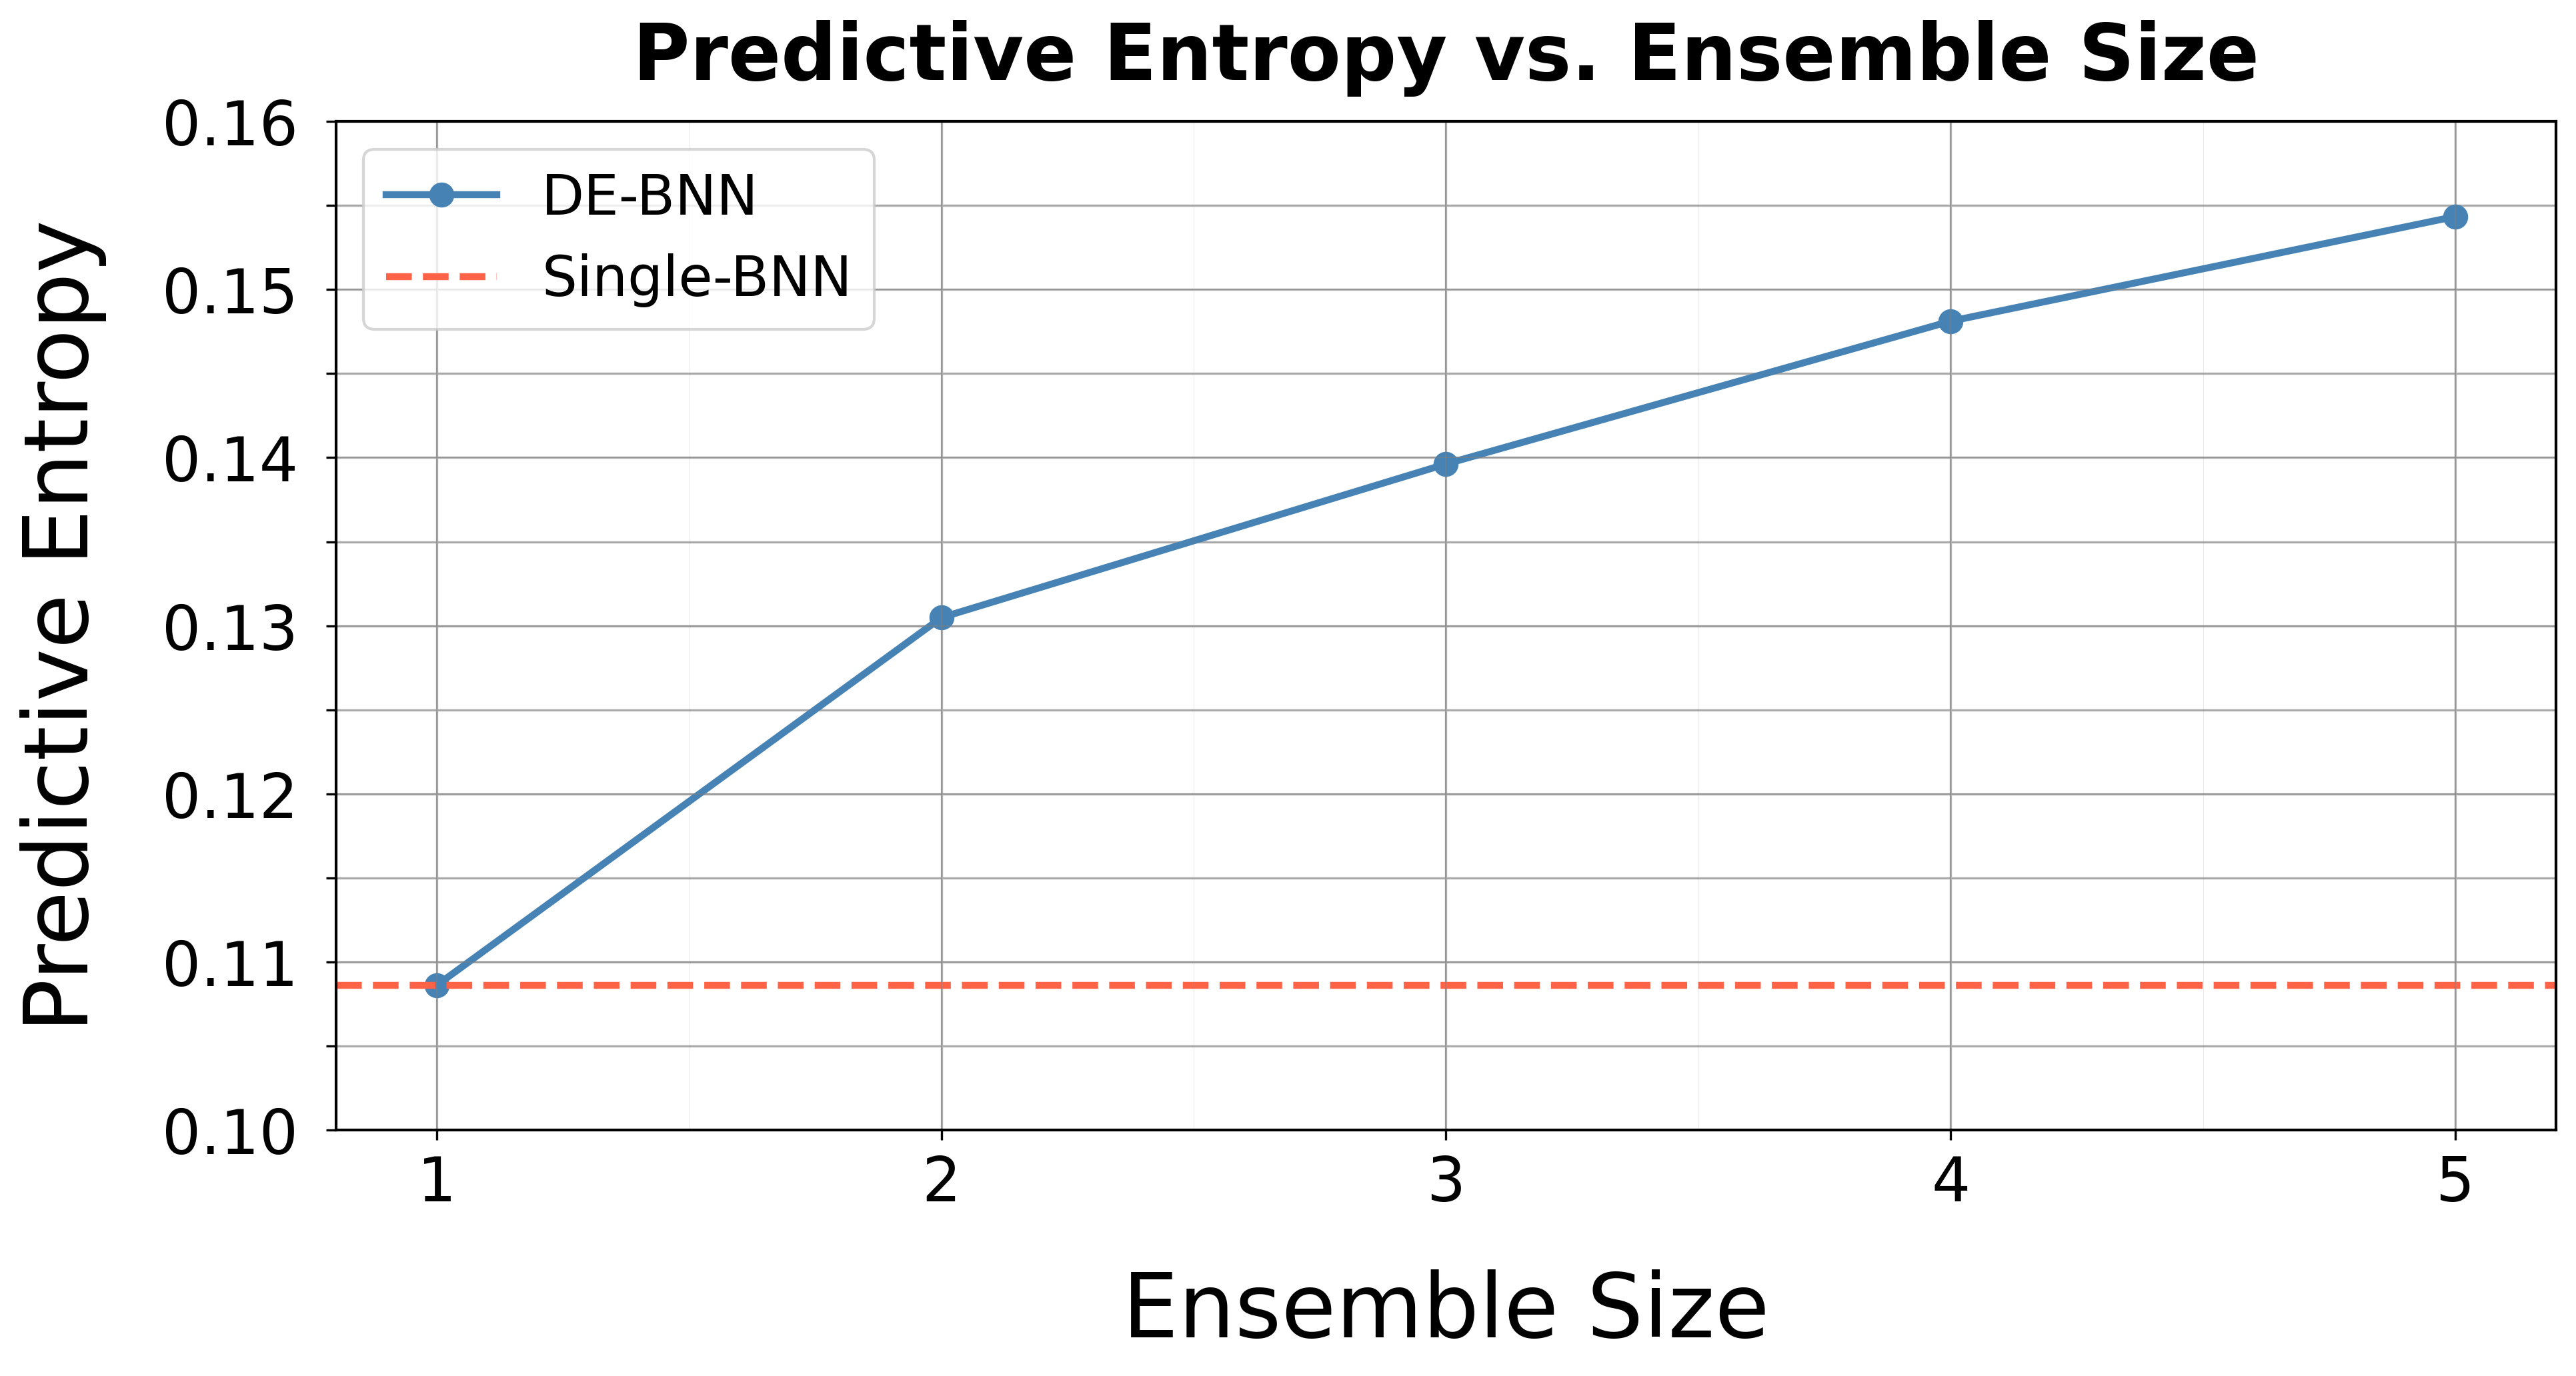 Predictive Entropy vs. Ensemble Size
DE-BNN
Single-BNN
Predictive Entropy
0.16
0.15
0.14
0.13
0.12
0.11
0.10
1 2 3 4 5
Ensemble Size